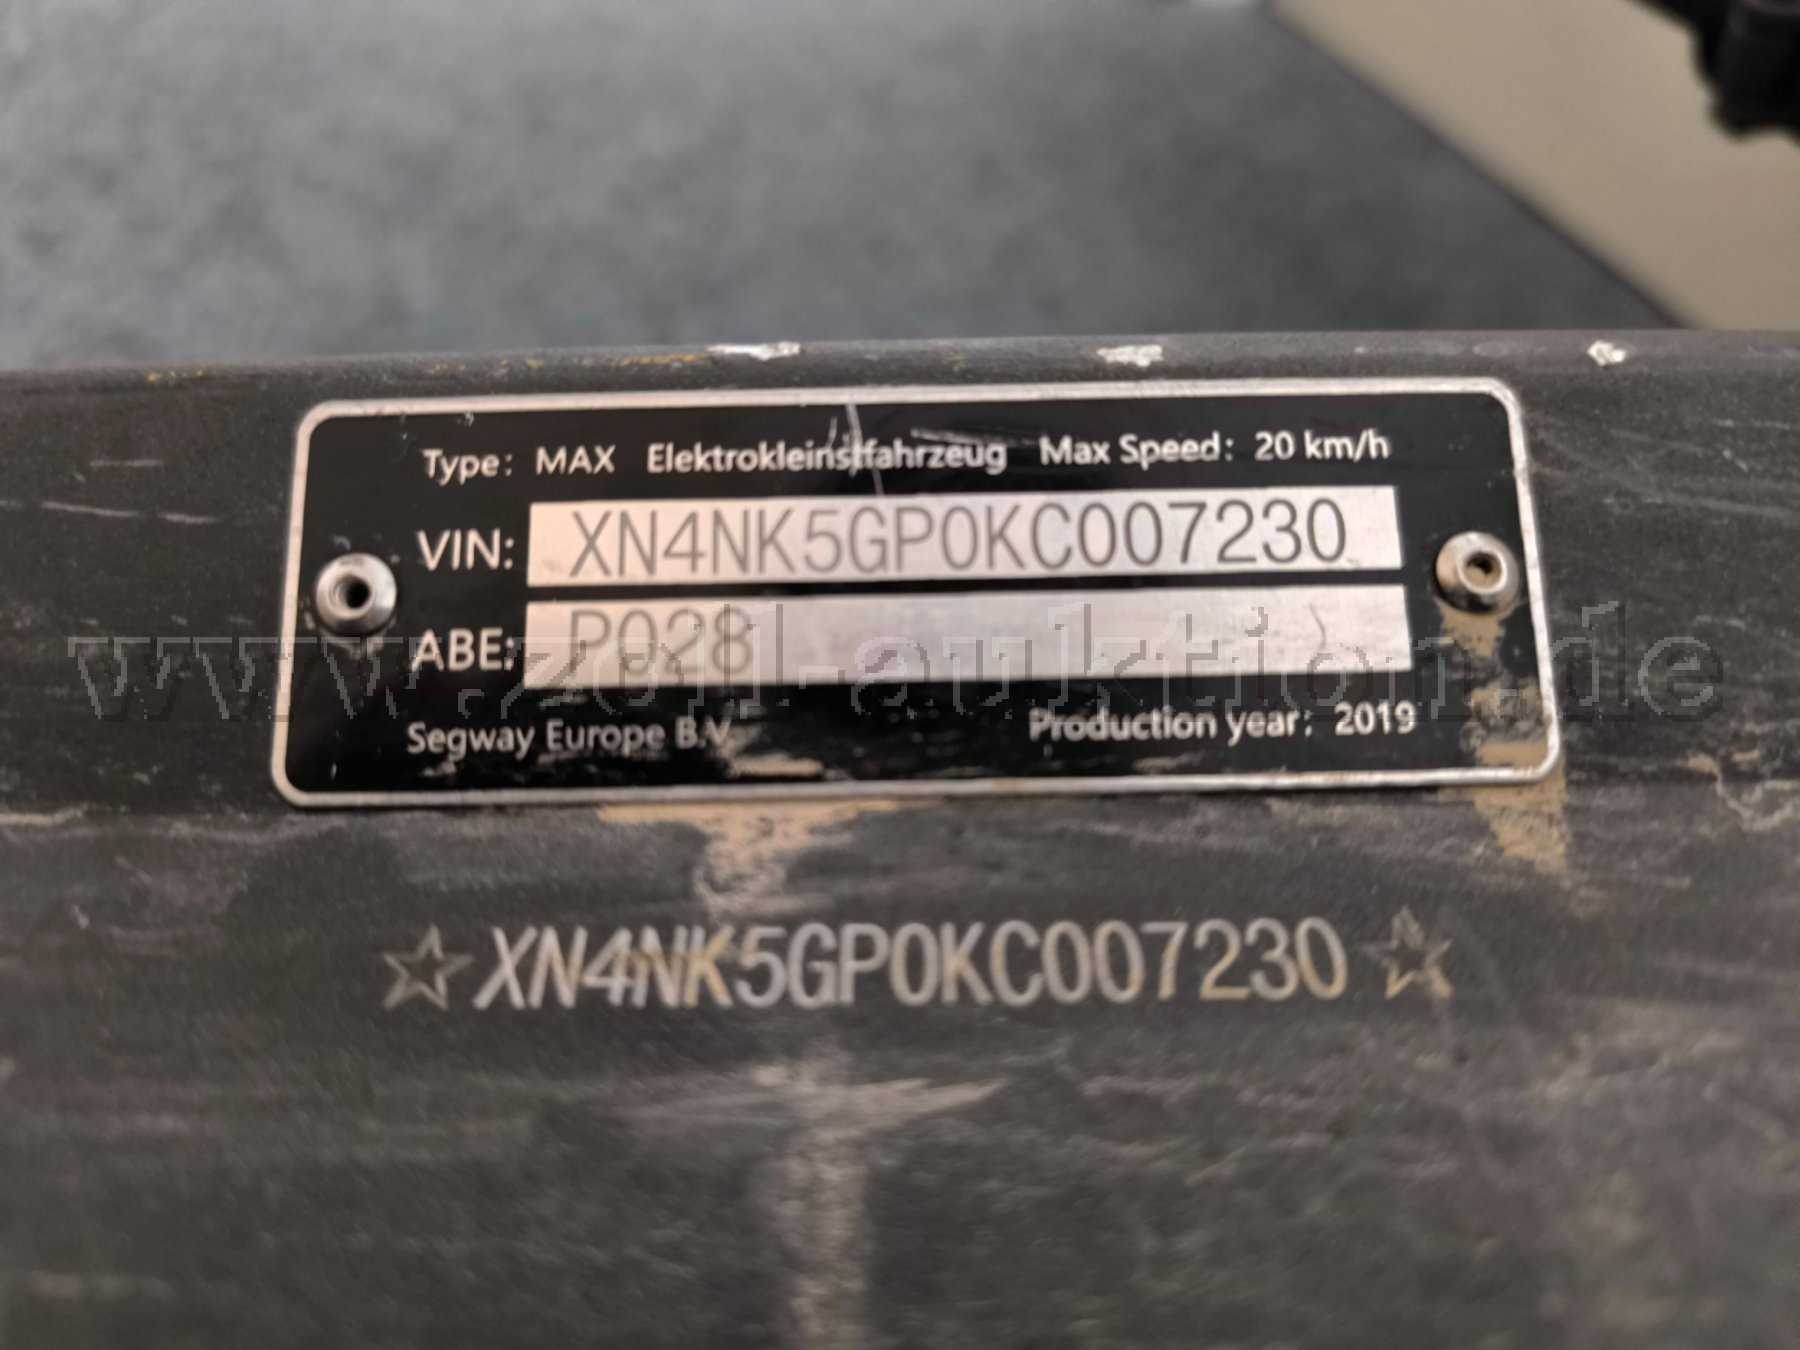 Type: MAX Elektrokleinstfahrzeug Max Speed: 20 km/h
VIN: XN4NK5GP0KC007230
ABE: P028
www.zoll-auktion.de
Segway Europe B.V.
Production year: 2019
☆XN4NK5GP0KC007230☆